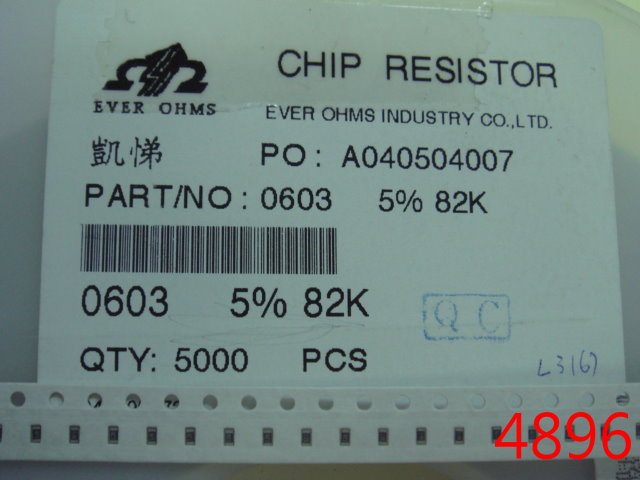 CHIP RESISTOR
EVER OHMS
EVER OHMS INDUSTRY CO.,LTD.
凱悌 PO: A040504007
PART/NO: 0603 5% 82K
0603 5% 82K
QC
QTY: 5000 PCS
L3167
4896